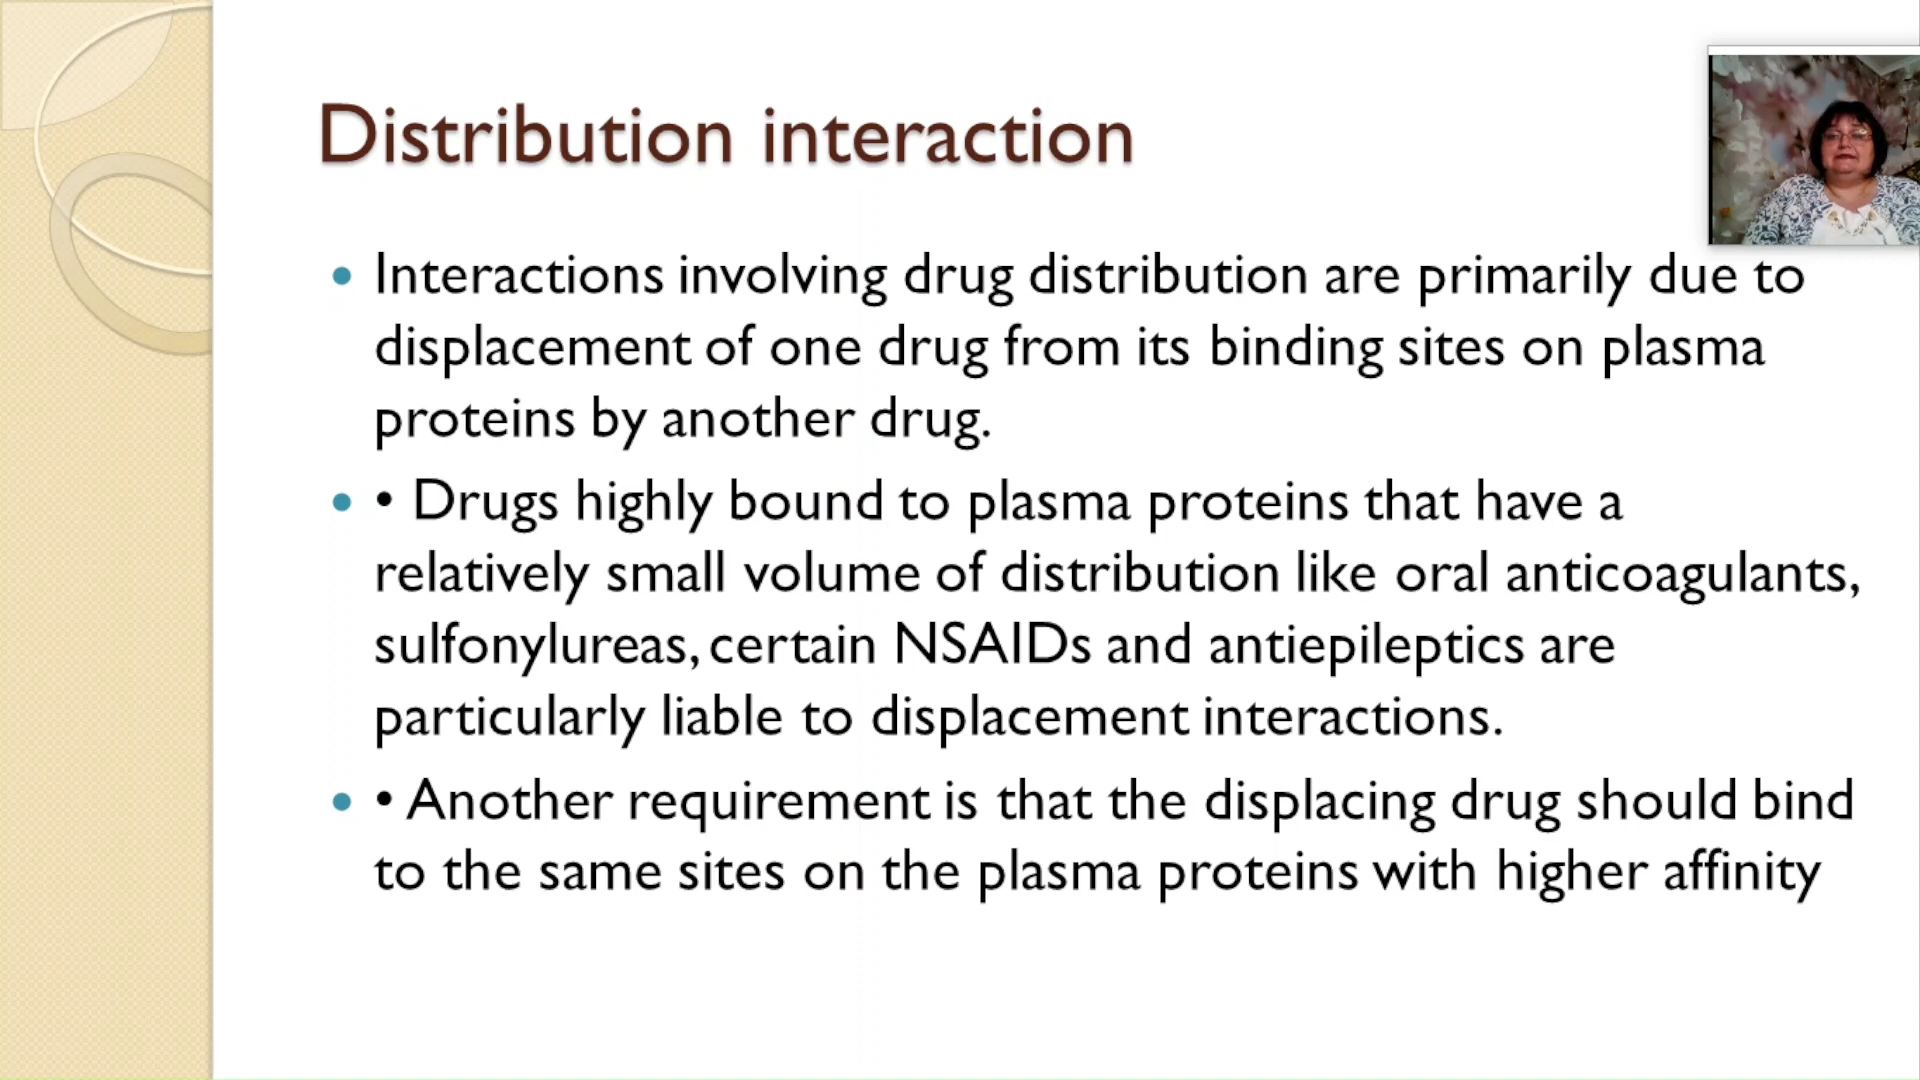 Distribution interaction
• Interactions involving drug distribution are primarily due to
displacement of one drug from its binding sites on plasma
proteins by another drug.
• • Drugs highly bound to plasma proteins that have a
relatively small volume of distribution like oral anticoagulants,
sulfonylureas, certain NSAIDs and antiepileptics are
particularly liable to displacement interactions.
• • Another requirement is that the displacing drug should bind
to the same sites on the plasma proteins with higher affinity